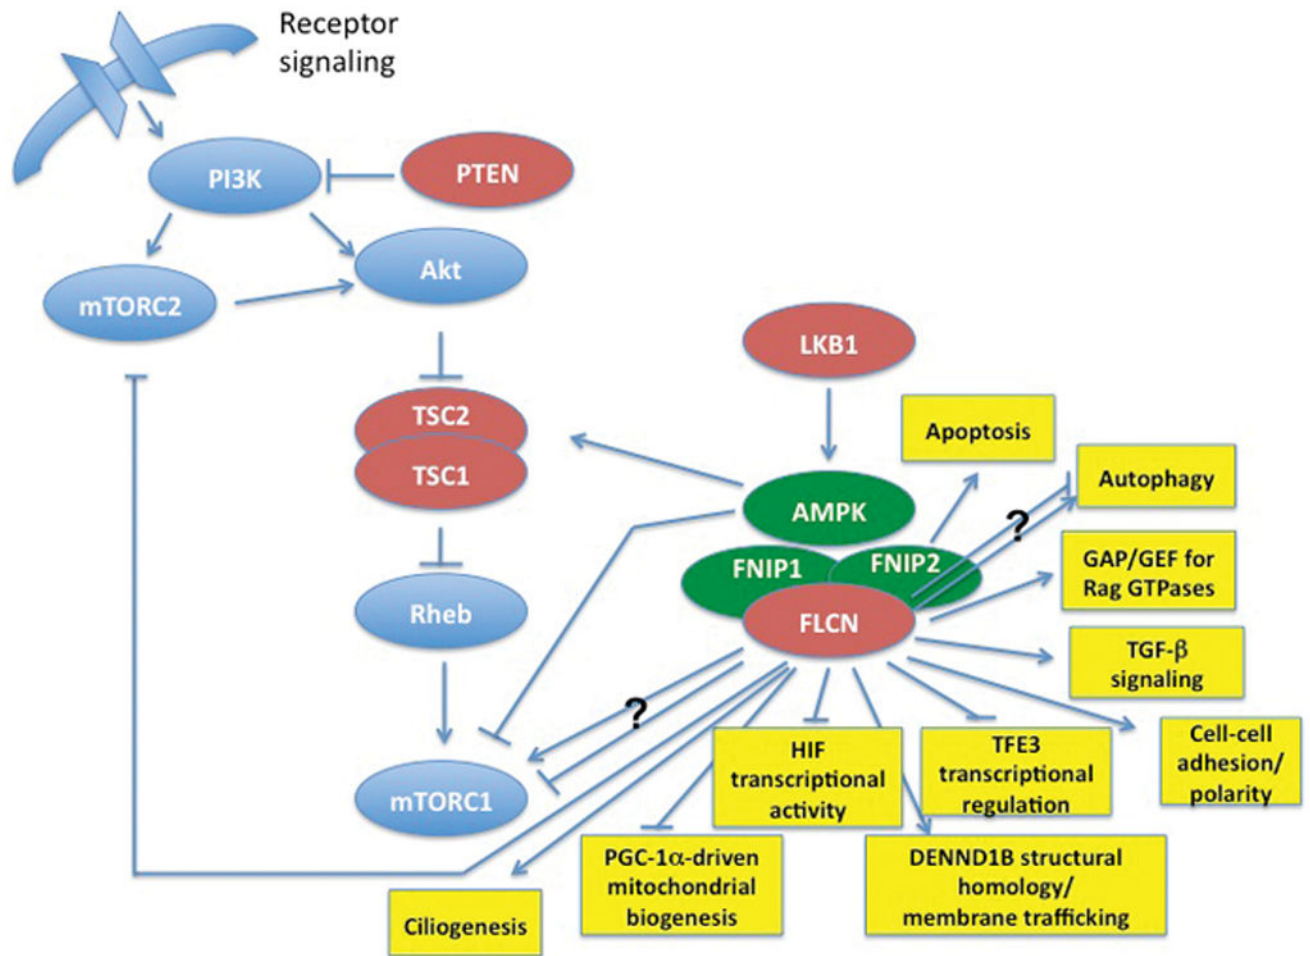 Receptor
signaling
PI3K
PTEN
Akt
mTORC2
LKB1
TSC2
TSC1
Apoptosis
Autophagy
AMPK
?
FNIP1
FNIP2
GAP/GEF for
Rag GTPases
Rheb
FLCN
TGF-β
signaling
?
HIF
transcriptional
activity
TFE3
transcriptional
regulation
Cell-cell
adhesion/
polarity
mTORC1
PGC-1α-driven
mitochondrial
biogenesis
DENND1B structural
homology/
membrane trafficking
Ciliogenesis